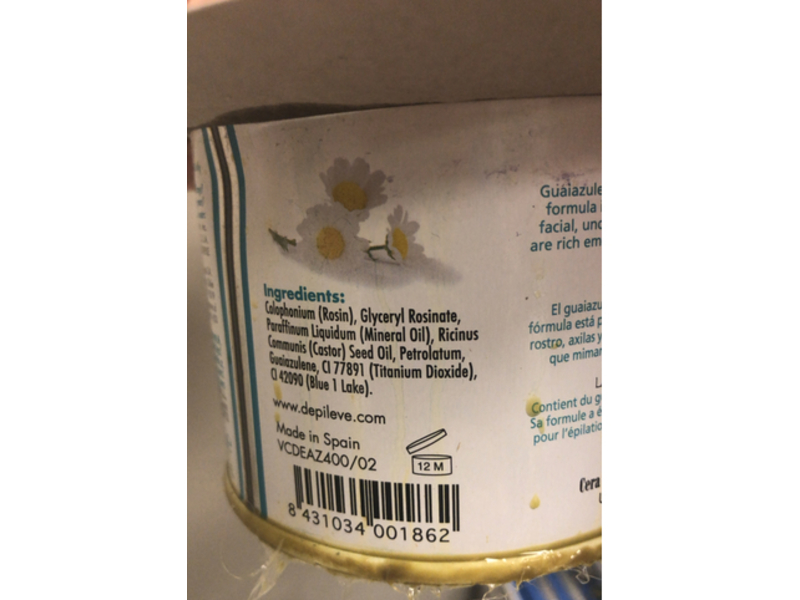 Ingredients:
Colophonium (Rosin), Glyceryl Rosinate,
Paraffinum Liquidum (Mineral Oil), Ricinus
Communis (Castor) Seed Oil, Petrolatum,
Guaiazulene, CI 77891 (Titanium Dioxide),
CI 42090 (Blue 1 Lake).
www.depileve.com
Made in Spain
VCDEAZ400/02
12 M
8 431034 001862
Guaiazule
formula
facial, und
are rich em
El guaiazu
fórmula está p
rostro, axilas y
que mimar
Contient du g
Sa formule a é
pour l'épilatio
Cera